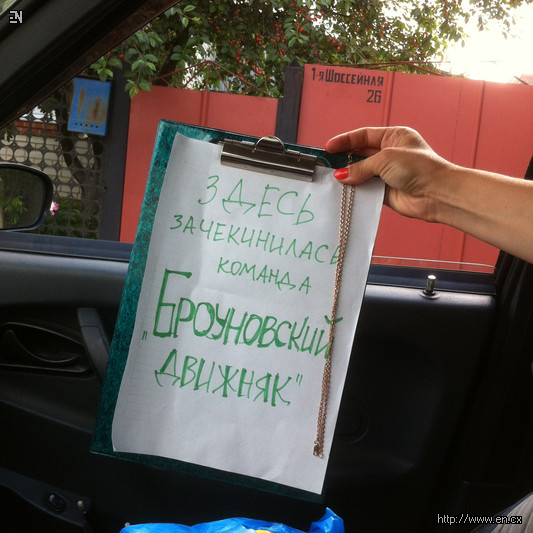 EN
1-я Шоссейная
26
ЗДЕСЬ
ЗАЧЕКИНИЛАСЬ
КОМАНДА
„БРОУНОВСКИЙ
ДВИЖНЯК"
http://www.en.cx